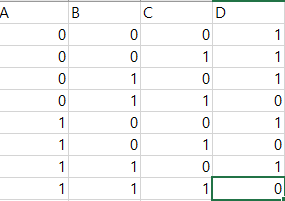 A B C D
0 0 0 1
0 0 1 1
0 1 0 1
0 1 1 0
1 0 0 1
1 0 1 0
1 1 0 1
1 1 1 0